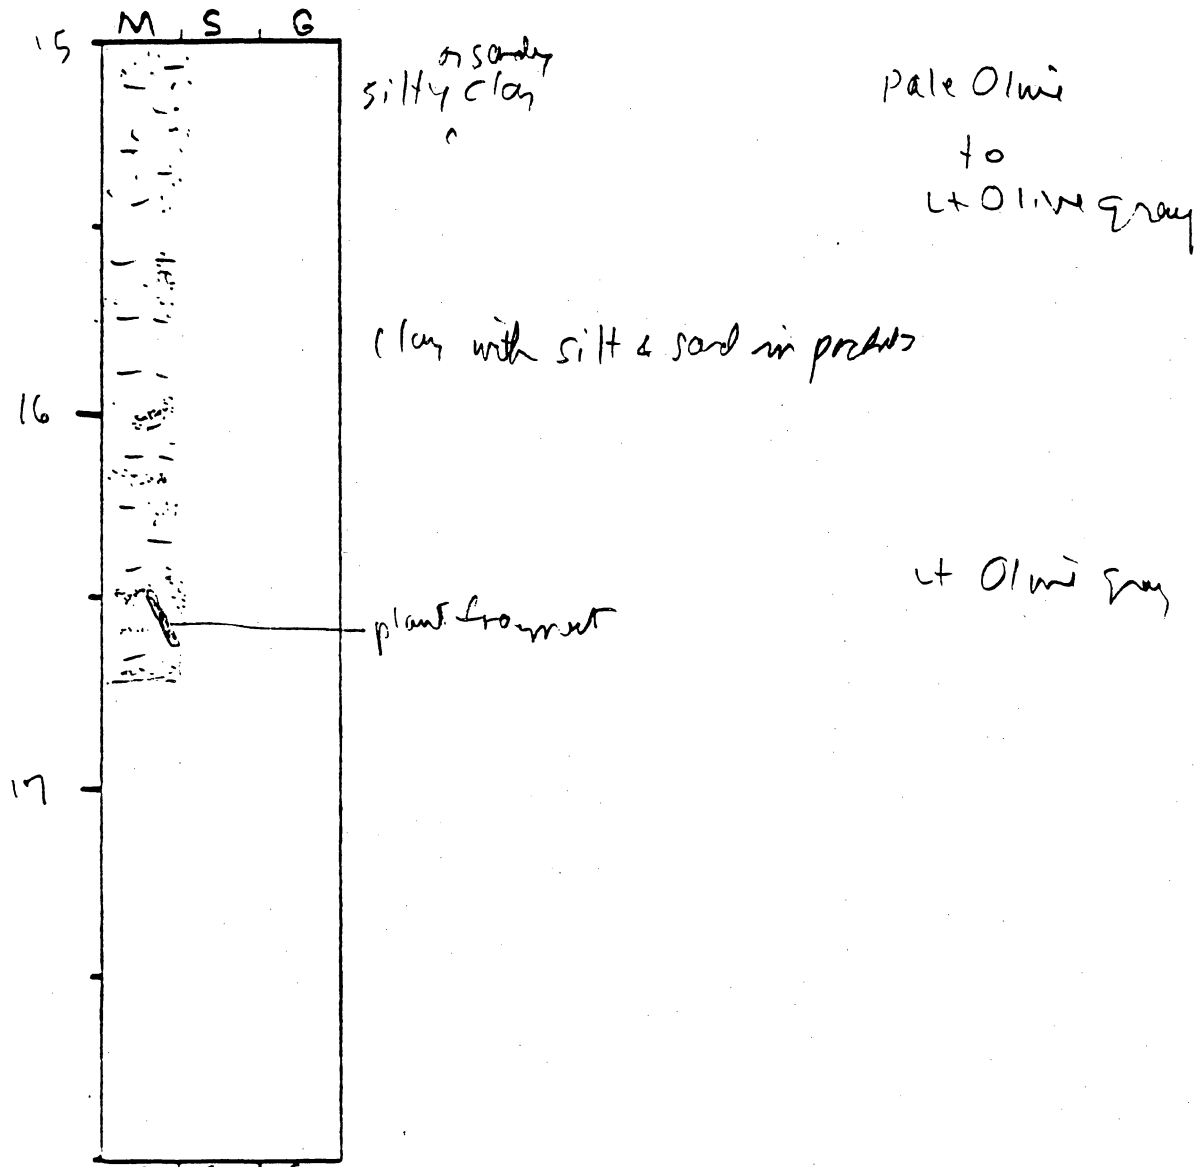 M S G
15
or sandy
silty clay
Pale Olive
to
Lt Olive gray
clay with silt & sand in pockets
16
Lt Olive gray
plant fragment
17